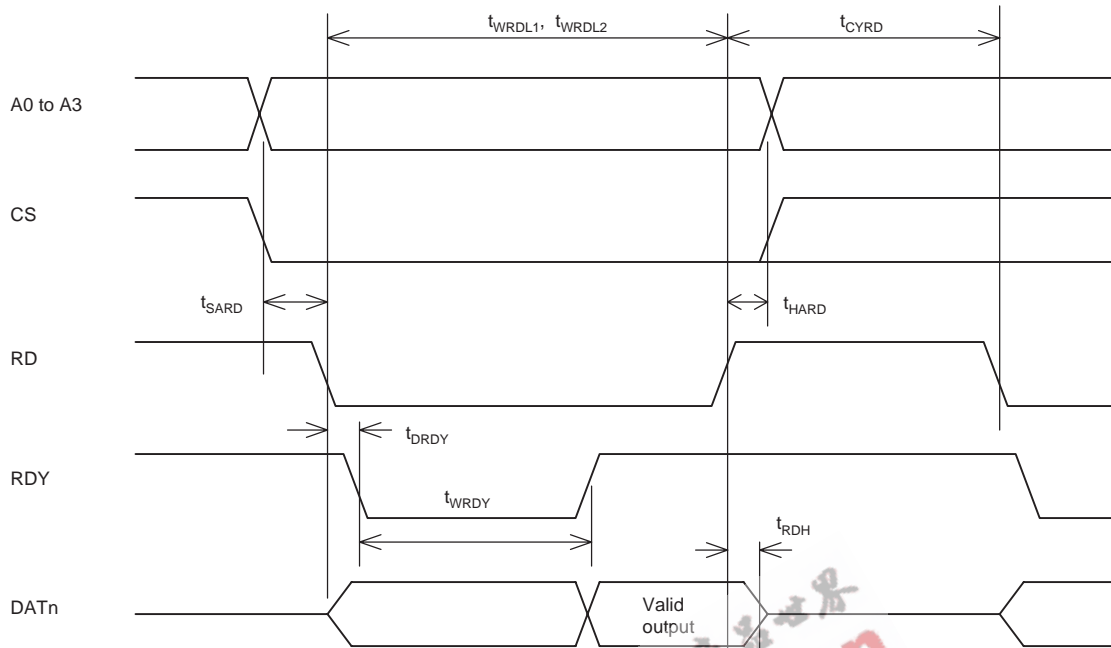 tWRDL1, tWRDL2
tCYRD
A0 to A3
CS
tSARD
tHARD
RD
tDRDY
RDY
tWRDY
tRDH
DATn
Valid
output